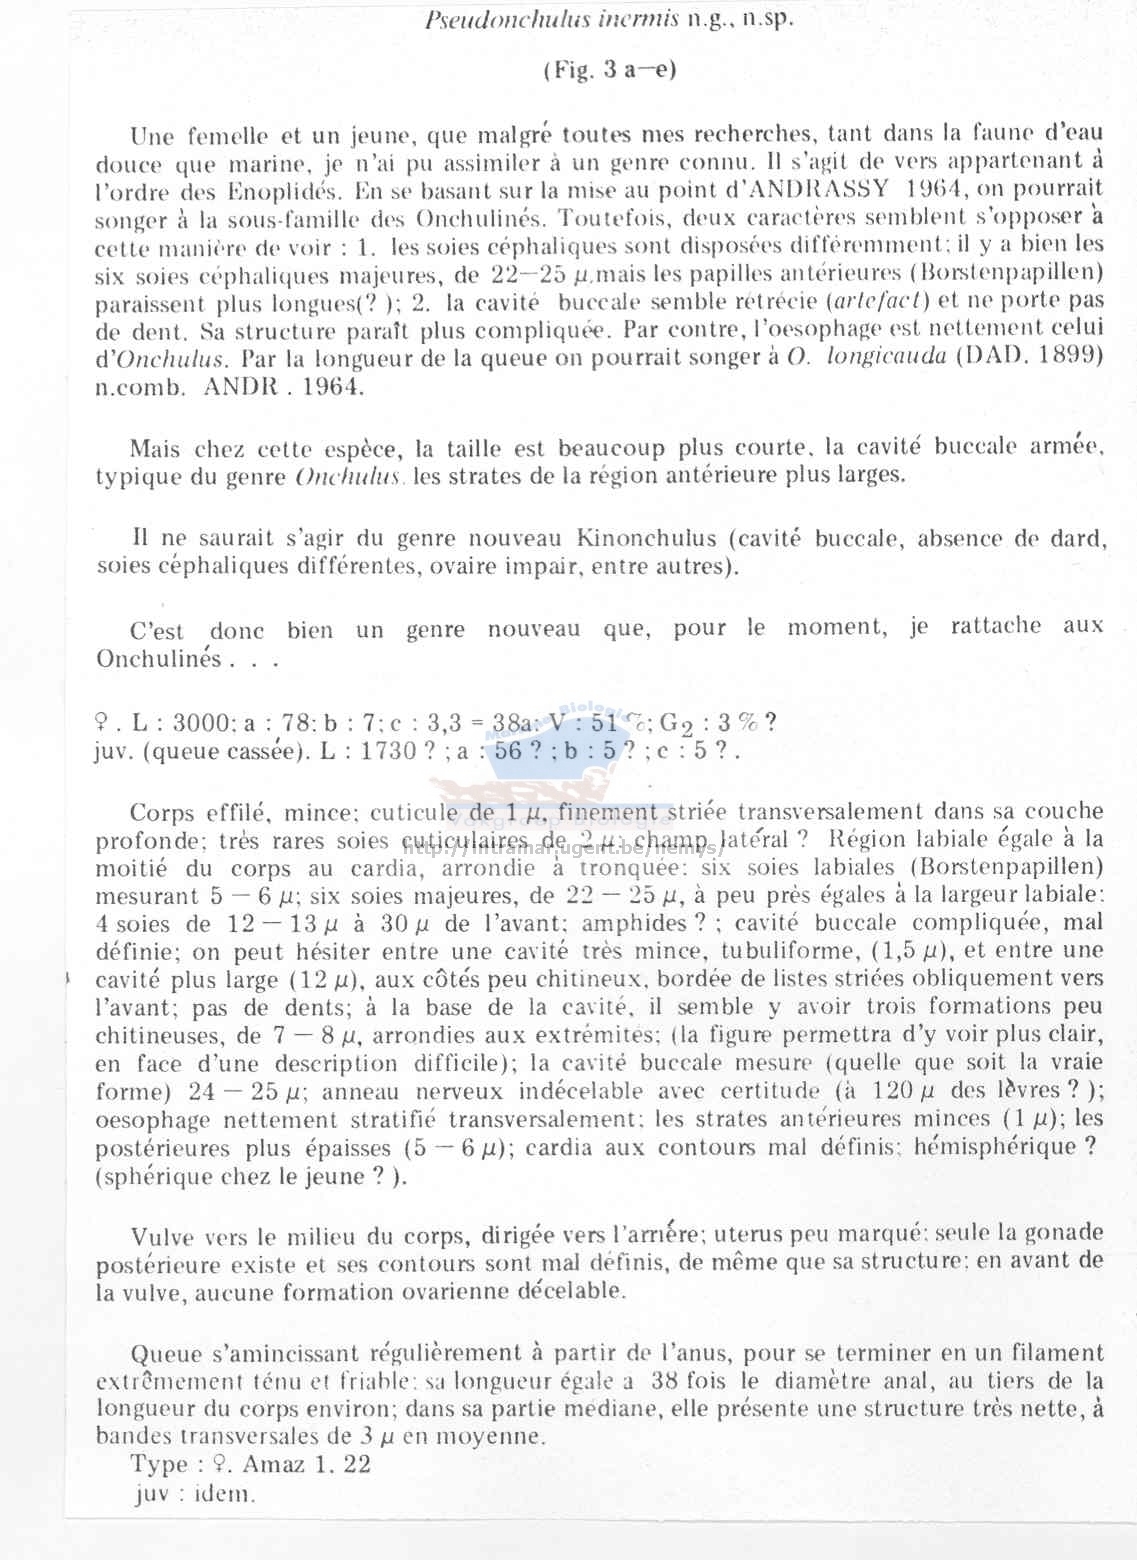 Pseudonchulus inermis n.g., n.sp.
(Fig. 3 a—e)
Une femelle et un jeune, que malgré toutes mes recherches, tant dans la faune d'eau
douce que marine, je n'ai pu assimiler à un genre connu. Il s'agit de vers appartenant à
l'ordre des Enoplidés. En se basant sur la mise au point d'ANDRASSY 1964, on pourrait
songer à la sous-famille des Onchulinés. Toutefois, deux caractères semblent s'opposer à
cette manière de voir : 1. les soies céphaliques sont disposées différemment; il y a bien les
six soies céphaliques majeures, de 22—25 μ, mais les papilles antérieures (Borstenpapillen)
paraissent plus longues(? ); 2. la cavité buccale semble rétrécie (artefact) et ne porte pas
de dent. Sa structure paraît plus compliquée. Par contre, l'oesophage est nettement celui
d'Onchulus. Par la longueur de la queue on pourrait songer à O. longicauda (DAD. 1899)
n.comb. ANDR . 1964.
Mais chez cette espèce, la taille est beaucoup plus courte, la cavité buccale armée,
typique du genre Onchulus, les strates de la région antérieure plus larges.
Il ne saurait s'agir du genre nouveau Kinonchulus (cavité buccale, absence de dard,
soies céphaliques différentes, ovaire impair, entre autres).
C'est donc bien un genre nouveau que, pour le moment, je rattache aux
Onchulinés . . .
♀ . L : 3000; a : 78; b : 7; c : 3,3 = 38a; V : 51 %; G2 : 3 % ?
juv. (queue cassée). L : 1730 ? ; a : 56 ? ; b : 5 ? ; c : 5 ? .
Corps effilé, mince; cuticule de 1 μ, finement striée transversalement dans sa couche
profonde; très rares soies cuticulaires de 2 μ; champ latéral ? Région labiale égale à la
http://intramar.ugent.be/nemys/
moitié du corps au cardia, arrondie à tronquée; six soies labiales (Borstenpapillen)
mesurant 5 — 6 μ; six soies majeures, de 22 — 25 μ, à peu près égales à la largeur labiale;
4 soies de 12 — 13 μ à 30 μ de l'avant; amphides ? ; cavité buccale compliquée, mal
définie; on peut hésiter entre une cavité très mince, tubuliforme, (1,5 μ), et entre une
cavité plus large (12 μ), aux côtés peu chitineux, bordée de listes striées obliquement vers
l'avant; pas de dents; à la base de la cavité, il semble y avoir trois formations peu
chitineuses, de 7 — 8 μ, arrondies aux extrémités; (la figure permettra d'y voir plus clair,
en face d'une description difficile); la cavité buccale mesure (quelle que soit la vraie
forme) 24 — 25 μ; anneau nerveux indécelable avec certitude (à 120 μ des lèvres ? );
oesophage nettement stratifié transversalement; les strates antérieures minces (1 μ); les
postérieures plus épaisses (5 — 6 μ); cardia aux contours mal définis; hémisphérique ?
(sphérique chez le jeune ? ).
Vulve vers le milieu du corps, dirigée vers l'arrière; uterus peu marqué; seule la gonade
postérieure existe et ses contours sont mal définis, de même que sa structure; en avant de
la vulve, aucune formation ovarienne décelable.
Queue s'amincissant régulièrement à partir de l'anus, pour se terminer en un filament
extrêmement ténu et friable; sa longueur égale a 38 fois le diamètre anal, au tiers de la
longueur du corps environ; dans sa partie médiane, elle présente une structure très nette, à
bandes transversales de 3 μ en moyenne.
Type : ♀. Amaz 1. 22
juv : idem.